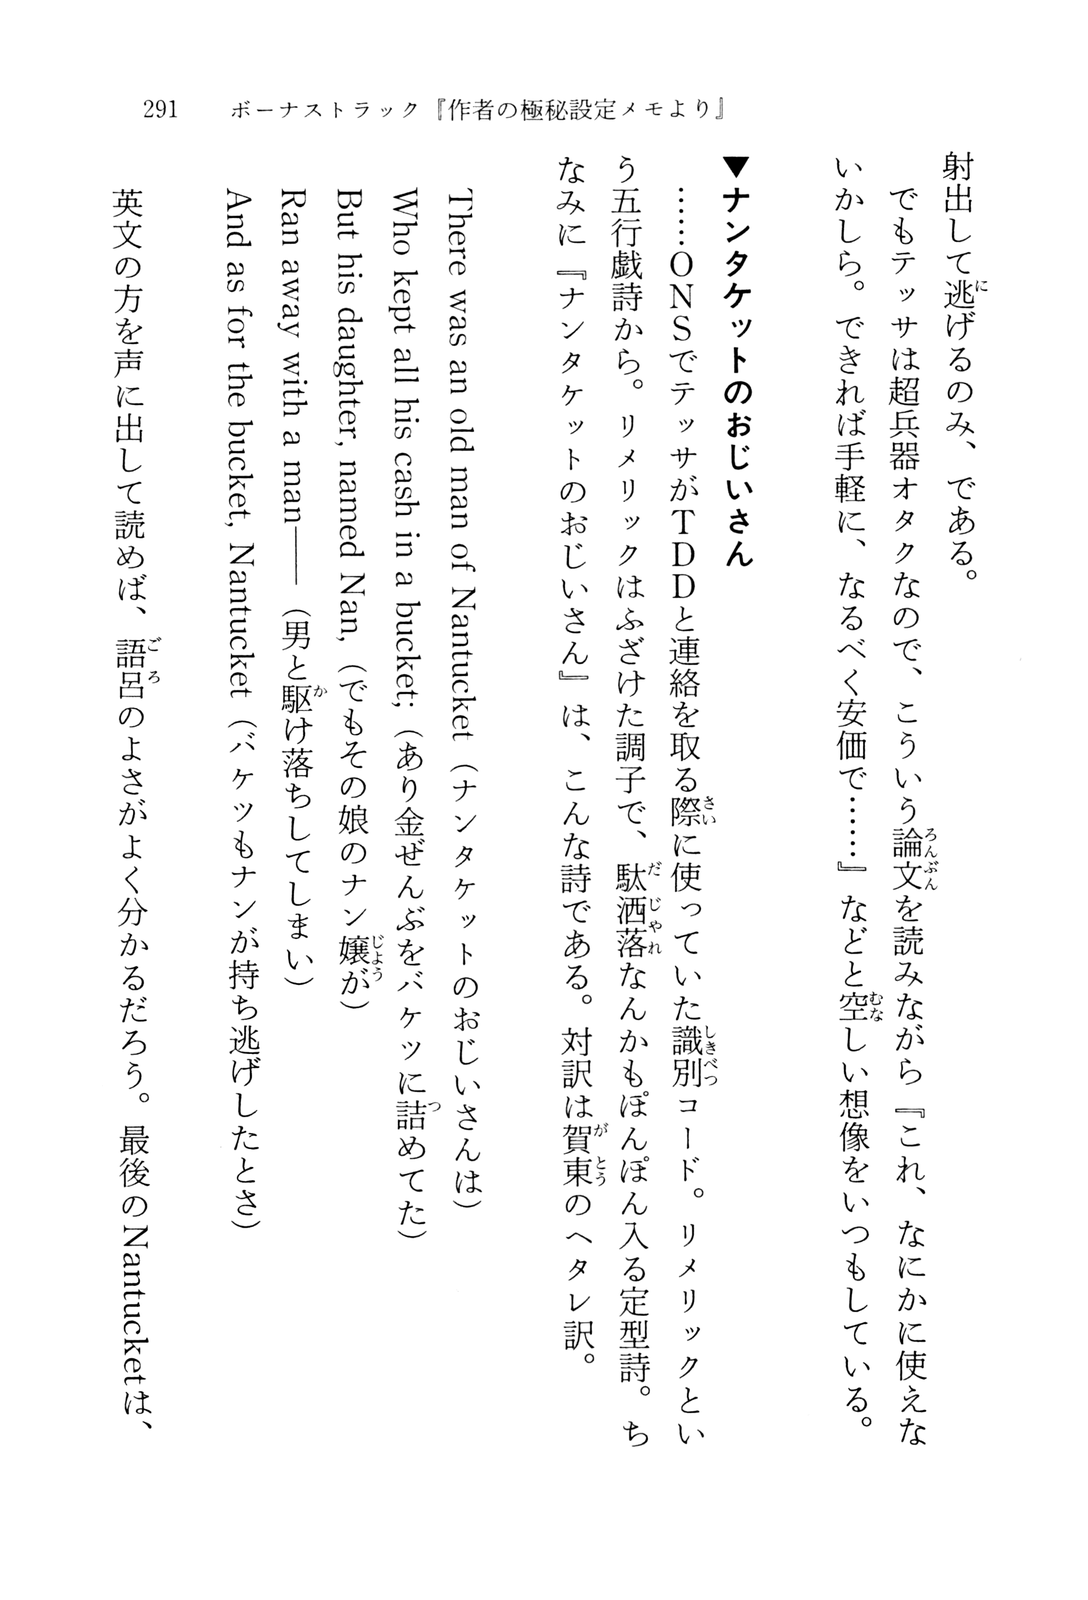 291　ボーナストラック『作者の極秘設定メモより』
射出して逃げるのみ、である。
　でもテッサは超兵器オタクなので、こういう論文を読みながら『これ、なにかに使えな
いかしら。できれば手軽に、なるべく安価で……』などと空しい想像をいつもしている。
▼ナンタケットのおじいさん
……ONSでテッサがTDDと連絡を取る際に使っていた識別コード。リメリックとい
う五行戯詩から。リメリックはふざけた調子で、駄洒落なんかもぽんぽん入る定型詩。ち
なみに『ナンタケットのおじいさん』は、こんな詩である。対訳は賀東のヘタレ訳。
There was an old man of Nantucket（ナンタケットのおじいさんは）
Who kept all his cash in a bucket;（あり金ぜんぶをバケツに詰めてた）
But his daughter, named Nan,（でもその娘のナン嬢が）
Ran away with a man――（男と駆け落ちしてしまい）
And as for the bucket, Nantucket（バケツもナンが持ち逃げしたとさ）
英文の方を声に出して読めば、語呂のよさがよく分かるだろう。最後のNantucketは、